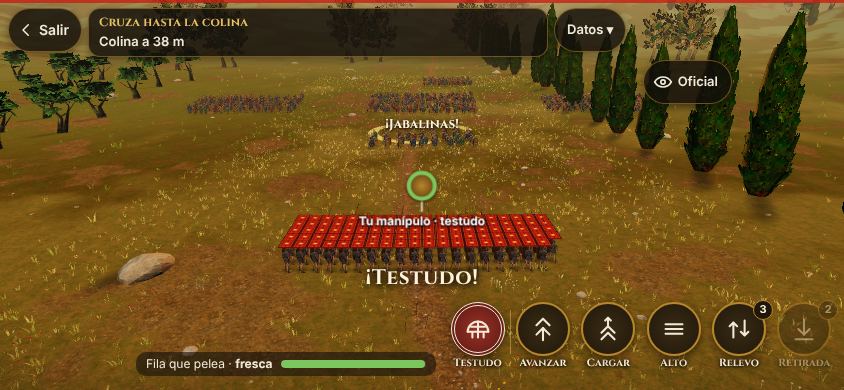 Salir
Cruza hasta la colina
Colina a 38 m
Datos ▾
Oficial
¡Jabalinas!
Tu manípulo · testudo
¡Testudo!
Fila que pelea · fresca
Testudo
Avanzar
Cargar
Alto
3
Relevo
2
Retirada